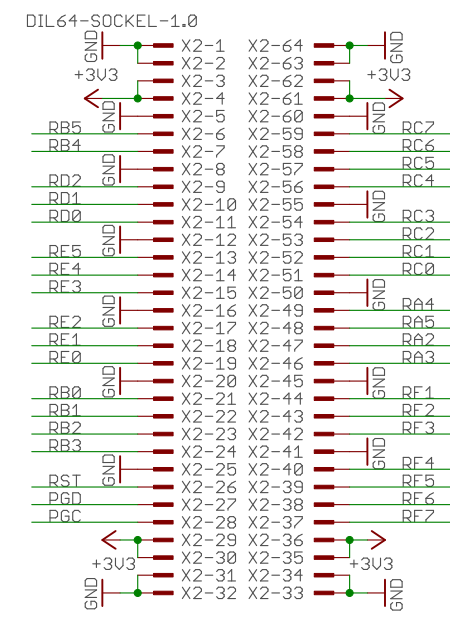 DIL64-SOCKEL-1.0
GND X2-1 X2-64 GND
X2-2 X2-63
+3V3 X2-3 X2-62 +3V3
X2-4 X2-61
GND X2-5 X2-60 GND
RB5 X2-6 X2-59 RC7
RB4 X2-7 X2-58 RC6
GND X2-8 X2-57 RC5
RD2 X2-9 X2-56 RC4
RD1 X2-10 X2-55 GND
RD0 X2-11 X2-54 RC3
GND X2-12 X2-53 RC2
RE5 X2-13 X2-52 RC1
RE4 X2-14 X2-51 RC0
RE3 X2-15 X2-50 GND
GND X2-16 X2-49 RA4
RE2 X2-17 X2-48 RA5
RE1 X2-18 X2-47 RA2
RE0 X2-19 X2-46 RA3
GND X2-20 X2-45 GND
RB0 X2-21 X2-44 RF1
RB1 X2-22 X2-43 RF2
RB2 X2-23 X2-42 RF3
RB3 X2-24 X2-41 GND
GND X2-25 X2-40 RF4
RST X2-26 X2-39 RF5
PGD X2-27 X2-38 RF6
PGC X2-28 X2-37 RF7
X2-29 X2-36
+3V3 X2-30 X2-35 +3V3
X2-31 X2-34
GND X2-32 X2-33 GND